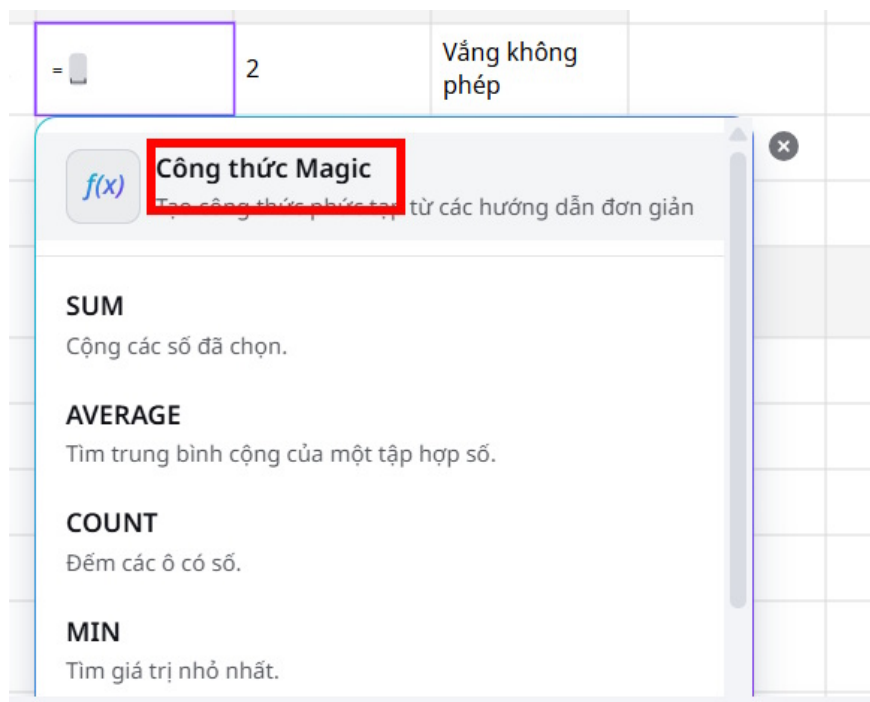 =
2
Vắng không
phép
f(x)
Công thức Magic
Tạo công thức phức tạp từ các hướng dẫn đơn giản
SUM
Cộng các số đã chọn.
AVERAGE
Tìm trung bình cộng của một tập hợp số.
COUNT
Đếm các ô có số.
MIN
Tìm giá trị nhỏ nhất.